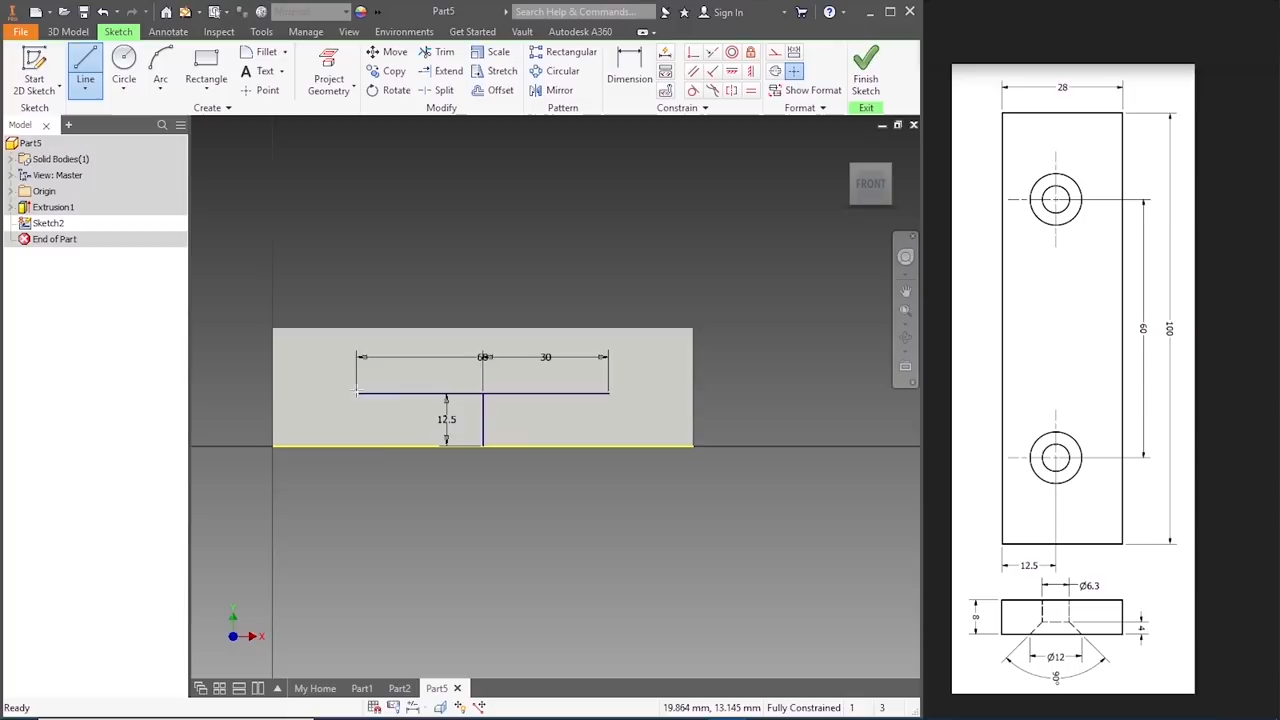 Part5
Search Help & Commands...
Sign In
File
3D Model
Sketch
Inspect
Annotate
Tools
Manage
View
Environments
Get Started
Vault
Autodesk A360
Start
2D Sketch
Line
Circle
Arc
Rectangle
Fillet
Text
Point
Project
Geometry
Move
Copy
Rotate
Trim
Extend
Split
Scale
Stretch
Offset
Rectangular
Circular
Mirror
Dimension
Show Format
Finish
Sketch
Sketch
Create
Modify
Pattern
Constrain
Format
Exit
Model
Part5
Solid Bodies(1)
View: Master
Origin
Extrusion1
Sketch2
End of Part
FRONT
30
12.5
Y
X
My Home
Part1
Part2
Part5
Ready
19.864 mm, 13.145 mm
Fully Constrained
1
3
28
60
100
12.5
Ø6.3
8
4
Ø12
90°